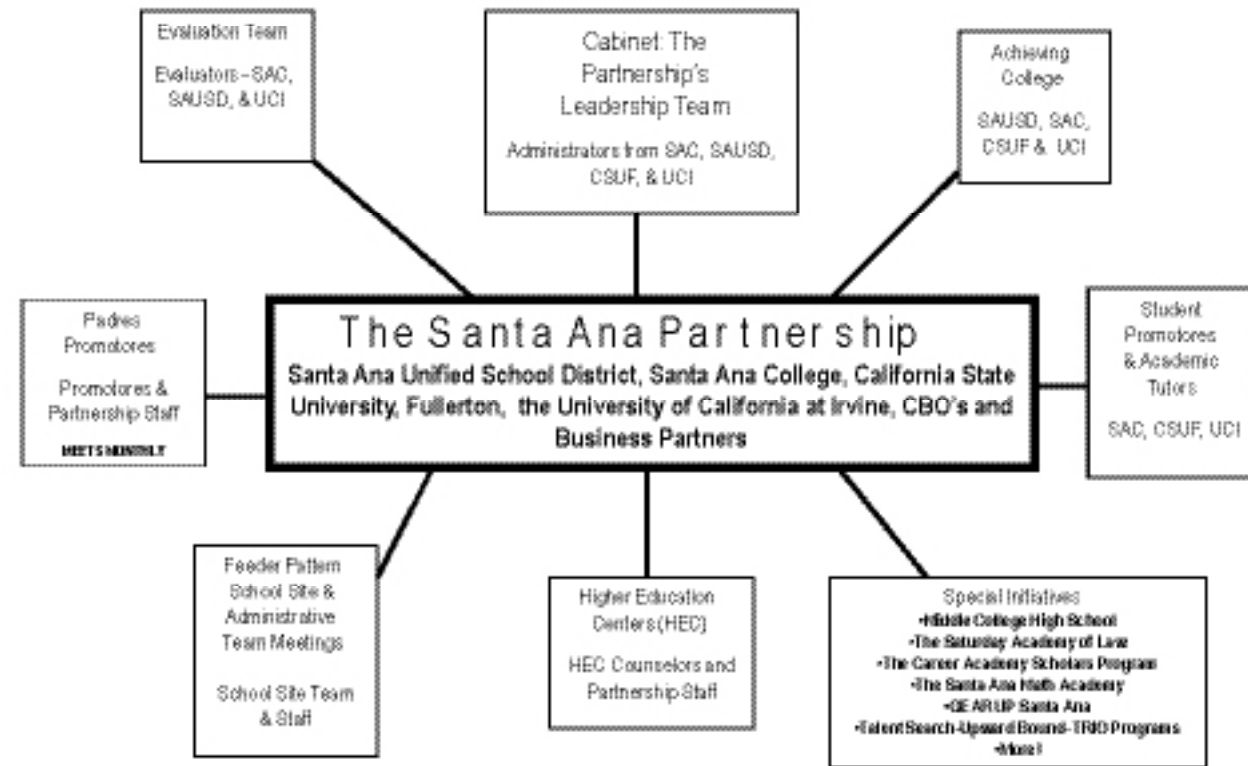 Evaluation Team
Evaluators - SAC,
SAUSD, & UCI
Cabinet: The
Partnership's
Leadership Team
Administrators from SAC, SAUSD,
CSUF, & UCI
Achieving
College
SAUSD, SAC,
CSUF & UCI
Padres
Promotores
Promotores &
Partnership Staff
MEETS MONTHLY
The Santa Ana Partnership
Santa Ana Unified School District, Santa Ana College, California State
University, Fullerton, the University of California at Irvine, CBO's and
Business Partners
Student
Promotores
& Academic
Tutors
SAC, CSUF, UCI
Feeder Pattern
School Site &
Administrative
Team Meetings
School Site Team
& Staff
Higher Education
Centers (HEC)
HEC Counselors and
Partnership Staff
Special Initiatives
•Middle College High School
•The Saturday Academy of Law
•The Career Academy Scholars Program
•The Santa Ana Math Academy
•GEAR UP Santa Ana
•Talent Search-Upward Bound-TRIO Programs
•More!